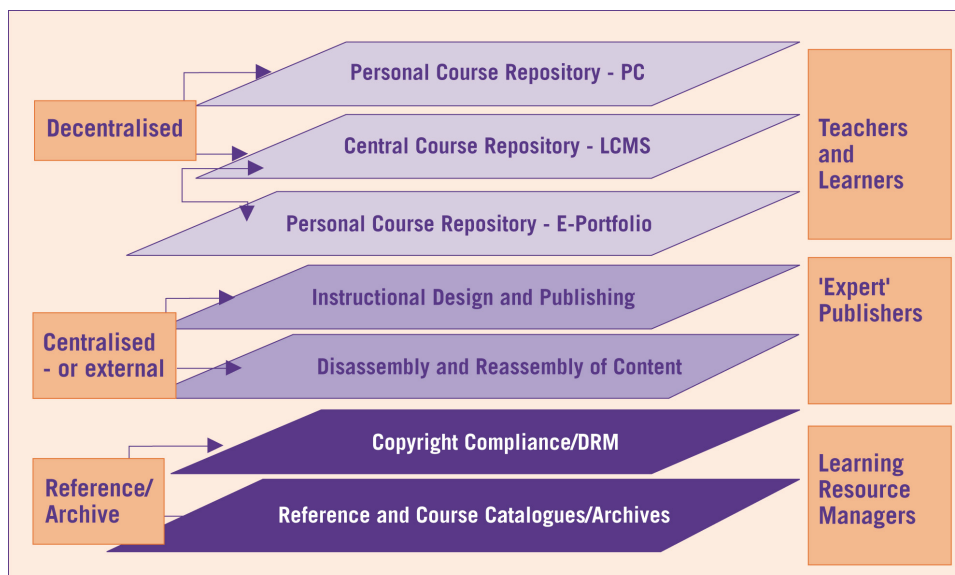 Personal Course Repository - PC
Decentralised
Central Course Repository - LCMS
Personal Course Repository - E-Portfolio
Teachers
and
Learners
Instructional Design and Publishing
Centralised
- or external
Disassembly and Reassembly of Content
'Expert'
Publishers
Copyright Compliance/DRM
Reference/
Archive
Reference and Course Catalogues/Archives
Learning
Resource
Managers